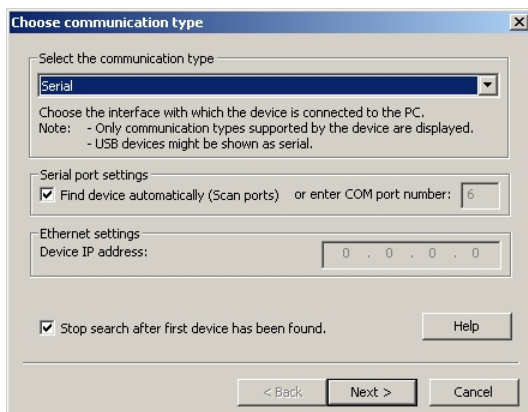 Choose communication type
Select the communication type
Serial
Choose the interface with which the device is connected to the PC.
Note: - Only communication types supported by the device are displayed.
- USB devices might be shown as serial.
Serial port settings
Find device automatically (Scan ports) or enter COM port number: 6
Ethernet settings
Device IP address: 0 . 0 . 0 . 0
Stop search after first device has been found. Help
< Back Next > Cancel